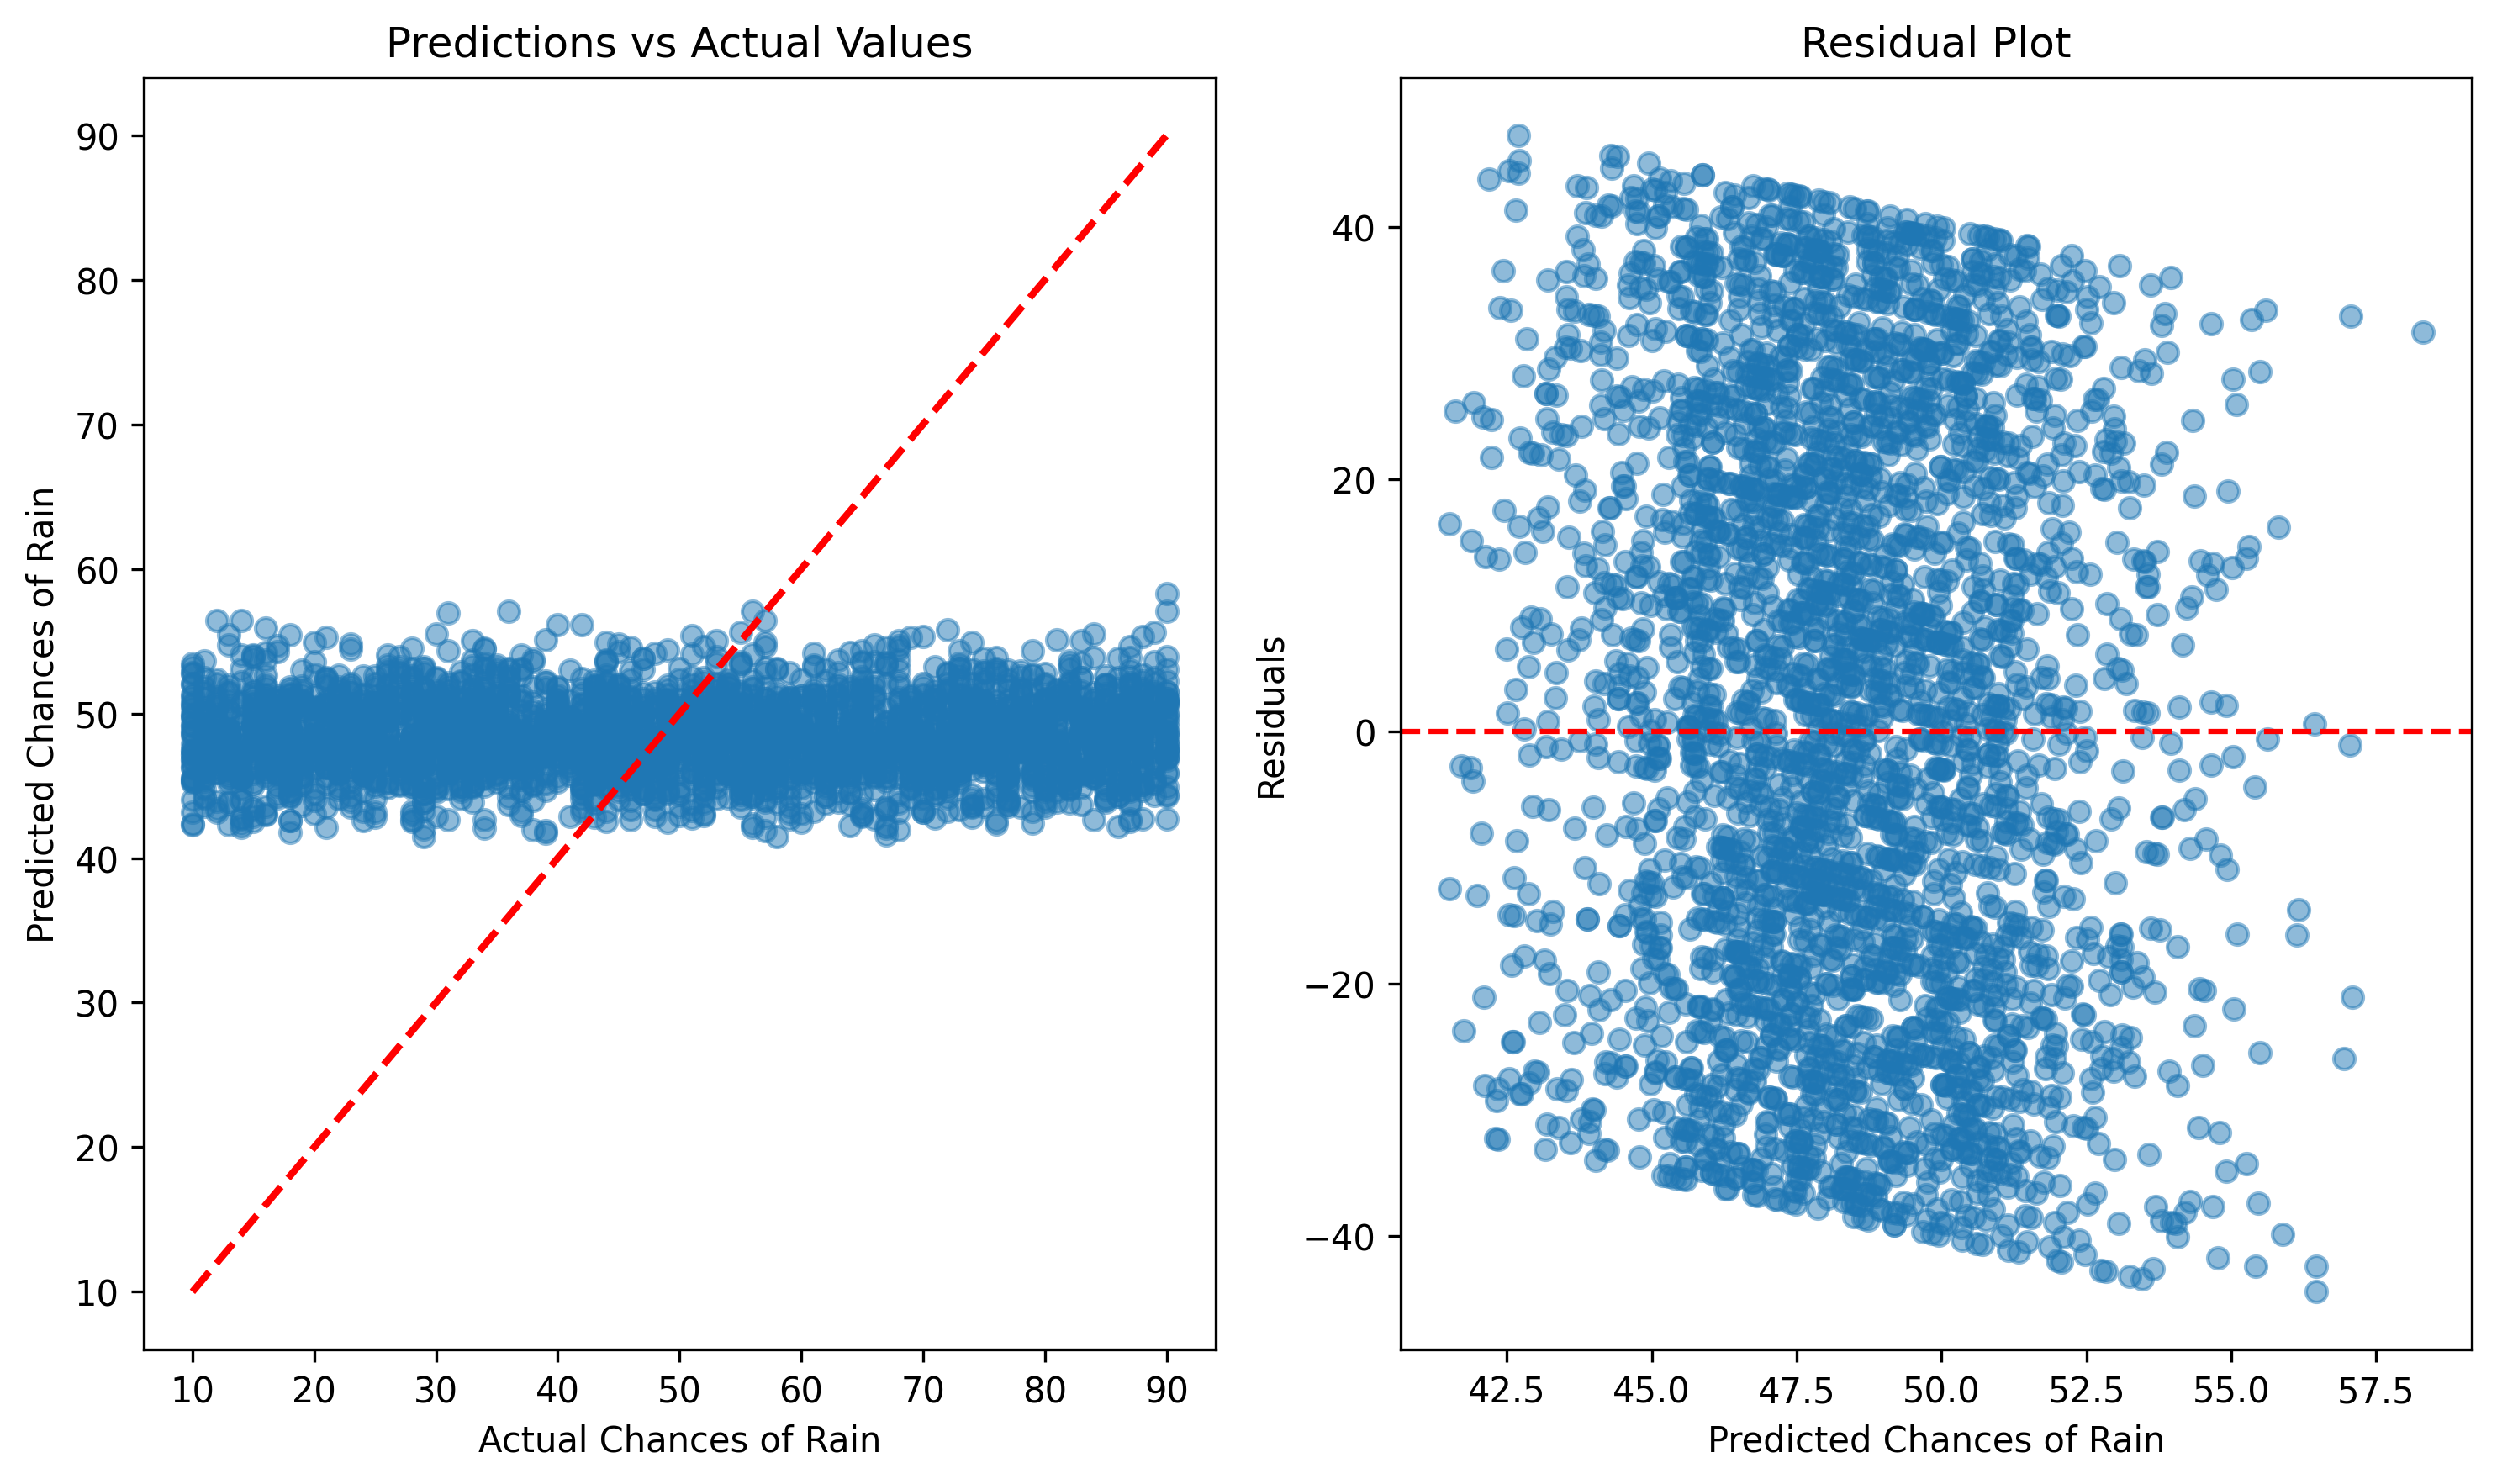 Predictions vs Actual Values
Predicted Chances of Rain
90
80
70
60
50
40
30
20
10
10 20 30 40 50 60 70 80 90
Actual Chances of Rain
Residual Plot
Residuals
40
20
0
−20
−40
42.5 45.0 47.5 50.0 52.5 55.0 57.5
Predicted Chances of Rain